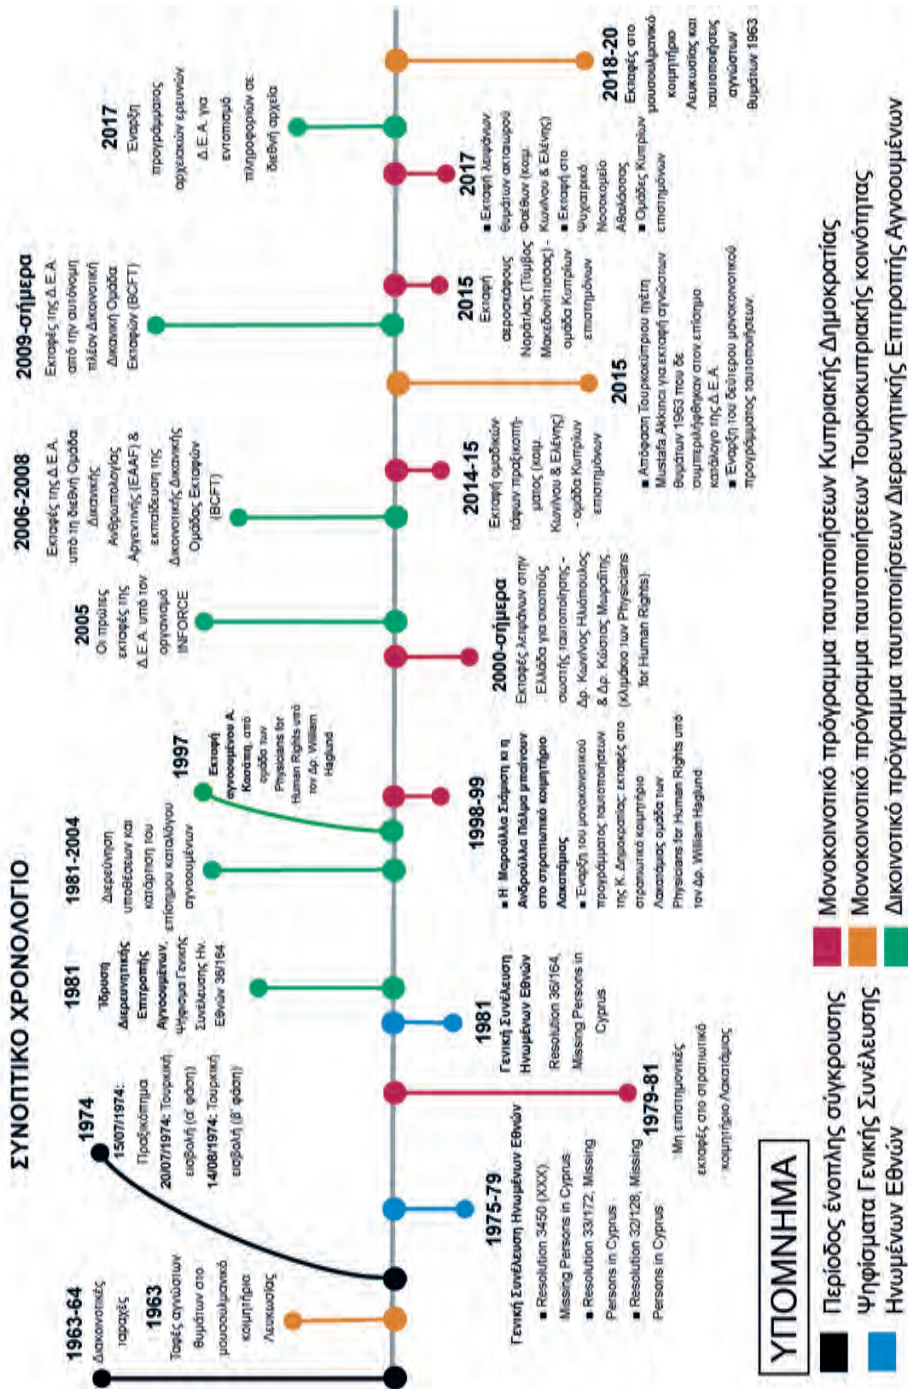 ΣΥΝΟΠΤΙΚΟ ΧΡΟΝΟΛΟΓΙΟ
1963-64
Διακοινοτικές
ταραχές
1963
Ταφές αγνώστων
θυμάτων στο
μουσουλμανικό
κοιμητήριο
Λευκωσίας
1974
15/07/1974:
Πραξικόπημα
20/07/1974: Τουρκική
εισβολή (α' φάση)
14/08/1974: Τουρκική
εισβολή (β' φάση)
1981
Ίδρυση
Διερευνητικής
Επιτροπής
Αγνοουμένων,
Ψήφισμα Γενικής
Συνέλευσης Ην.
Εθνών 36/164
1981-2004
Διερεύνηση
υποθέσεων και
κατάρτιση του
επίσημου καταλόγου
αγνοουμένων
1997
Εκταφή
αγνοουμένου Α.
Κασάπη, από
ομάδα των
Physicians for
Human Rights υπό
τον Δρ. William
Haglund
2005
Οι πρώτες
εκταφές της
Δ.Ε.Α. υπό τον
οργανισμό
INFORCE
2006-2008
Εκταφές της Δ.Ε.Α.
υπό τη διεθνή Ομάδα
Δικανικής
Ανθρωπολογίας
Αργεντινής (EAAF) &
εκπαίδευση της
Δικοινοτικής Δικανικής
Ομάδας Εκταφών
(BCFT)
2009-σήμερα
Εκταφές της Δ.Ε.Α.
από την αυτόνομη
πλέον Δικοινοτική
Δικανική Ομάδα
Εκταφών (BCFT)
2017
Έναρξη
προγράμματος
αρχειακών ερευνών
Δ.Ε.Α. για
εντοπισμό
πληροφοριών σε
διεθνή αρχεία
1975-79
Γενική Συνέλευση Ηνωμένων Εθνών
■ Resolution 3450 (XXX),
Missing Persons in Cyprus
■ Resolution 33/172, Missing
Persons in Cyprus
■ Resolution 32/128, Missing
Persons in Cyprus
1979-81
Μη επιστημονικές
εκταφές στο στρατιωτικό
κοιμητήριο Λακατάμιας
1981
Γενική Συνέλευση
Ηνωμένων Εθνών
Resolution 36/164,
Missing Persons in
Cyprus
1998-99
■ Η Μαρούλλα Σιάμιση κι η
Ανδρούλλα Πάλμα μπαίνουν
στο στρατιωτικό κοιμητήριο
Λακατάμιας
■ Έναρξη του μονοκοινοτικού
προγράμματος ταυτοποιήσεων
της Κ. Δημοκρατίας: εκταφές στο
στρατιωτικό κοιμητήριο
Λακατάμιας ομάδα των
Physicians for Human Rights υπό
τον Δρ. William Haglund
2000-σήμερα
Εκταφές λειψάνων στην
Ελλάδα για σκοπούς
σωστής ταυτοποίησης -
Δρ. Κων/νος Ηλιόπουλος
& Δρ. Κώστας Μωραΐτης
(Κλιμάκιο των Physicians
for Human Rights)
2014-15
Εκταφή ομαδικών
τάφων πραξικοπή-
ματος (κοιμ.
Κων/νου & Ελένης)
- ομάδα Κυπρίων
επιστημόνων
2015
■ Απόφαση Τουρκοκύπριου ηγέτη
Mustafa Akkinci για εκταφή αγνώστων
θυμάτων 1963 που δε
συμπεριλήφθηκαν στον επίσημο
κατάλογο της Δ.Ε.Α.
■ Έναρξη του δεύτερου μονοκοινοτικού
προγράμματος ταυτοποιήσεων.
2015
Εκταφή
αεροσκάφους
Νοράτλας (Τύμβος
Μακεδονίτισσας) -
ομάδα Κυπρίων
επιστημόνων
2017
■ Εκταφή λειψάνων
θυμάτων ακταιωρού
Φαέθων (κοιμ.
Κων/νου & Ελένης)
■ Εκταφή στο
Ψυχιατρικό
Νοσοκομείο
Αθαλάσσας
■ Ομάδες Κυπρίων
επιστημόνων
2018-20
Εκταφές στο
μουσουλμανικό
κοιμητήριο
Λευκωσίας και
ταυτοποιήσεις
αγνώστων
θυμάτων 1963
ΥΠΟΜΝΗΜΑ
Περίοδος ένοπλης σύγκρουσης
Ψηφίσματα Γενικής Συνέλευσης
Ηνωμένων Εθνών
Μονοκοινοτικό πρόγραμμα ταυτοποιήσεων Κυπριακής Δημοκρατίας
Μονοκοινοτικό πρόγραμμα ταυτοποιήσεων Τουρκοκυπριακής κοινότητας
Δικοινοτικό πρόγραμμα ταυτοποιήσεων Διερευνητικής Επιτροπής Αγνοουμένων